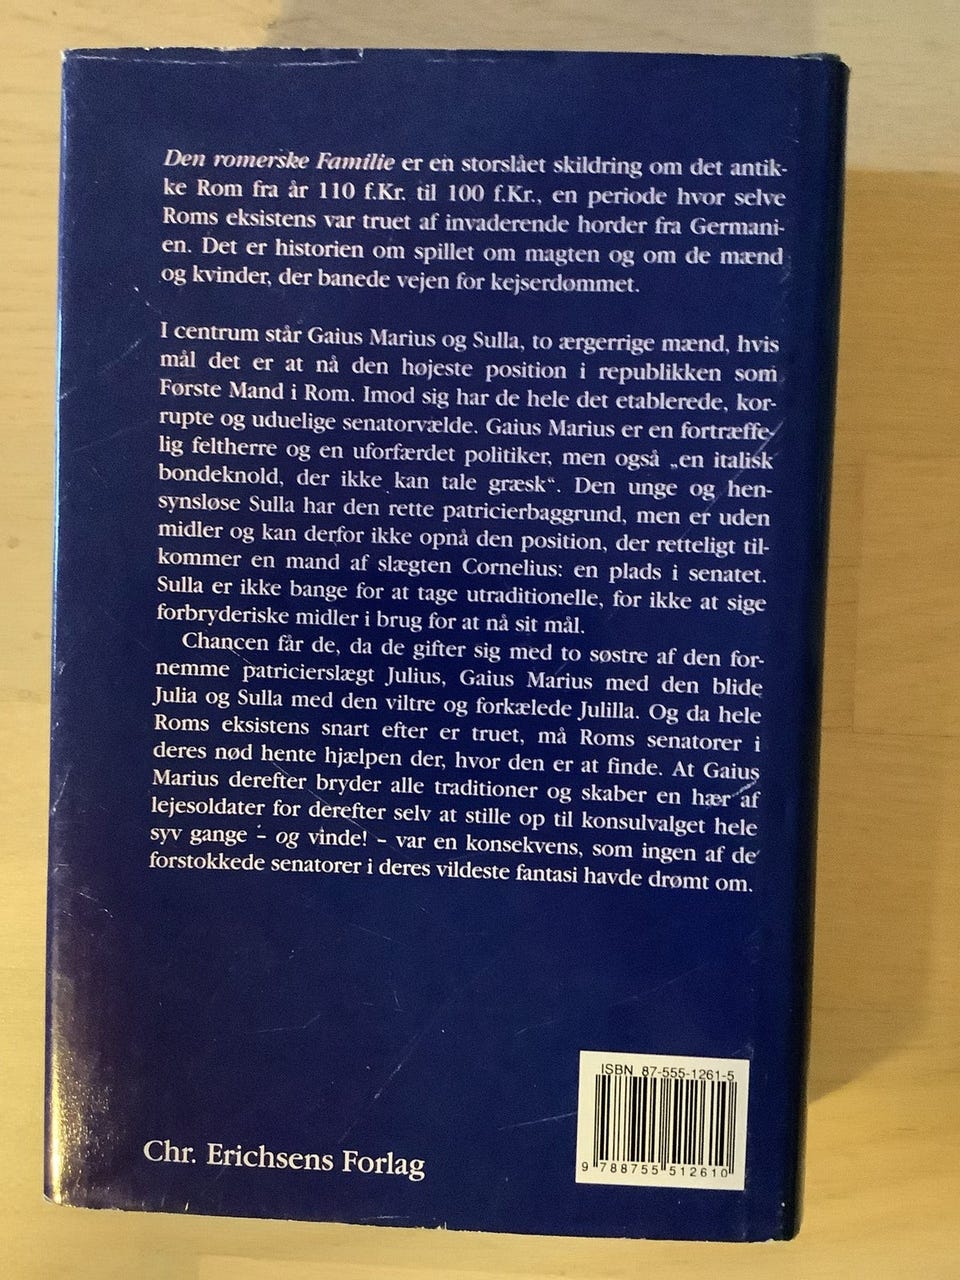 Den romerske Familie er en storslået skildring om det antik-
ke Rom fra år 110 f.Kr. til 100 f.Kr., en periode hvor selve
Roms eksistens var truet af invaderende horder fra Germani-
en. Det er historien om spillet om magten og om de mænd
og kvinder, der banede vejen for kejserdømmet.
I centrum står Gaius Marius og Sulla, to ærgerrige mænd, hvis
mål det er at nå den højeste position i republikken som
Første Mand i Rom. Imod sig har de hele det etablerede, kor-
rupte og uduelige senatorvælde. Gaius Marius er en fortræffe-
lig feltherre og en uforfærdet politiker, men også „en italisk
bondeknold, der ikke kan tale græsk“. Den unge og hen-
synsløse Sulla har den rette patricierbaggrund, men er uden
midler og kan derfor ikke opnå den position, der retteligt til-
kommer en mand af slægten Cornelius: en plads i senatet.
Sulla er ikke bange for at tage utraditionelle, for ikke at sige
forbryderiske midler i brug for at nå sit mål.
Chancen får de, da de gifter sig med to søstre af den for-
nemme patricierslægt Julius, Gaius Marius med den blide
Julia og Sulla med den viltre og forkælede Julilla. Og da hele
Roms eksistens snart efter er truet, må Roms senatorer i
deres nød hente hjælpen der, hvor den er at finde. At Gaius
Marius derefter bryder alle traditioner og skaber en hær af
lejesoldater for derefter selv at stille op til konsulvalget hele
syv gange – og vinde! – var en konsekvens, som ingen af de
forstokkede senatorer i deres vildeste fantasi havde drømt om.
ISBN 87-555-1261-5
9 788755 512610
Chr. Erichsens Forlag